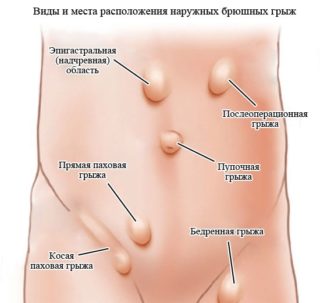 Виды и места расположения наружных брюшных грыж
Эпигастральная
(надчревная)
область
Послеоперационная
грыжа
Прямая паховая
грыжа
Пупочная
грыжа
Косая
паховая грыжа
Бедренная грыжа